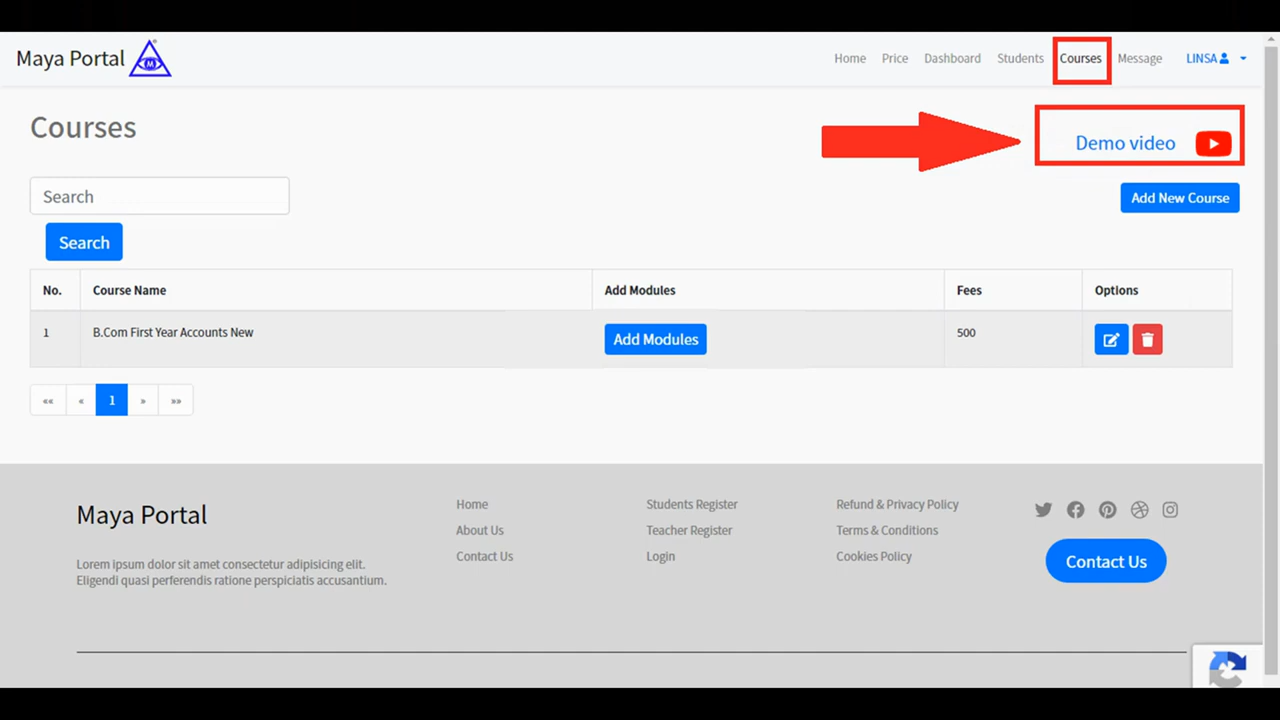 Maya Portal
Home Price Dashboard Students Courses Message LINSA
Courses
Demo video
Search
Add New Course
Search
No. Course Name Add Modules Fees Options
1 B.Com First Year Accounts New Add Modules 500
«« « 1 » »»
Maya Portal
Lorem ipsum dolor sit amet consectetur adipisicing elit.
Eligendi quasi perferendis ratione perspiciatis accusantium.
Home
About Us
Contact Us
Students Register
Teacher Register
Login
Refund & Privacy Policy
Terms & Conditions
Cookies Policy
Contact Us